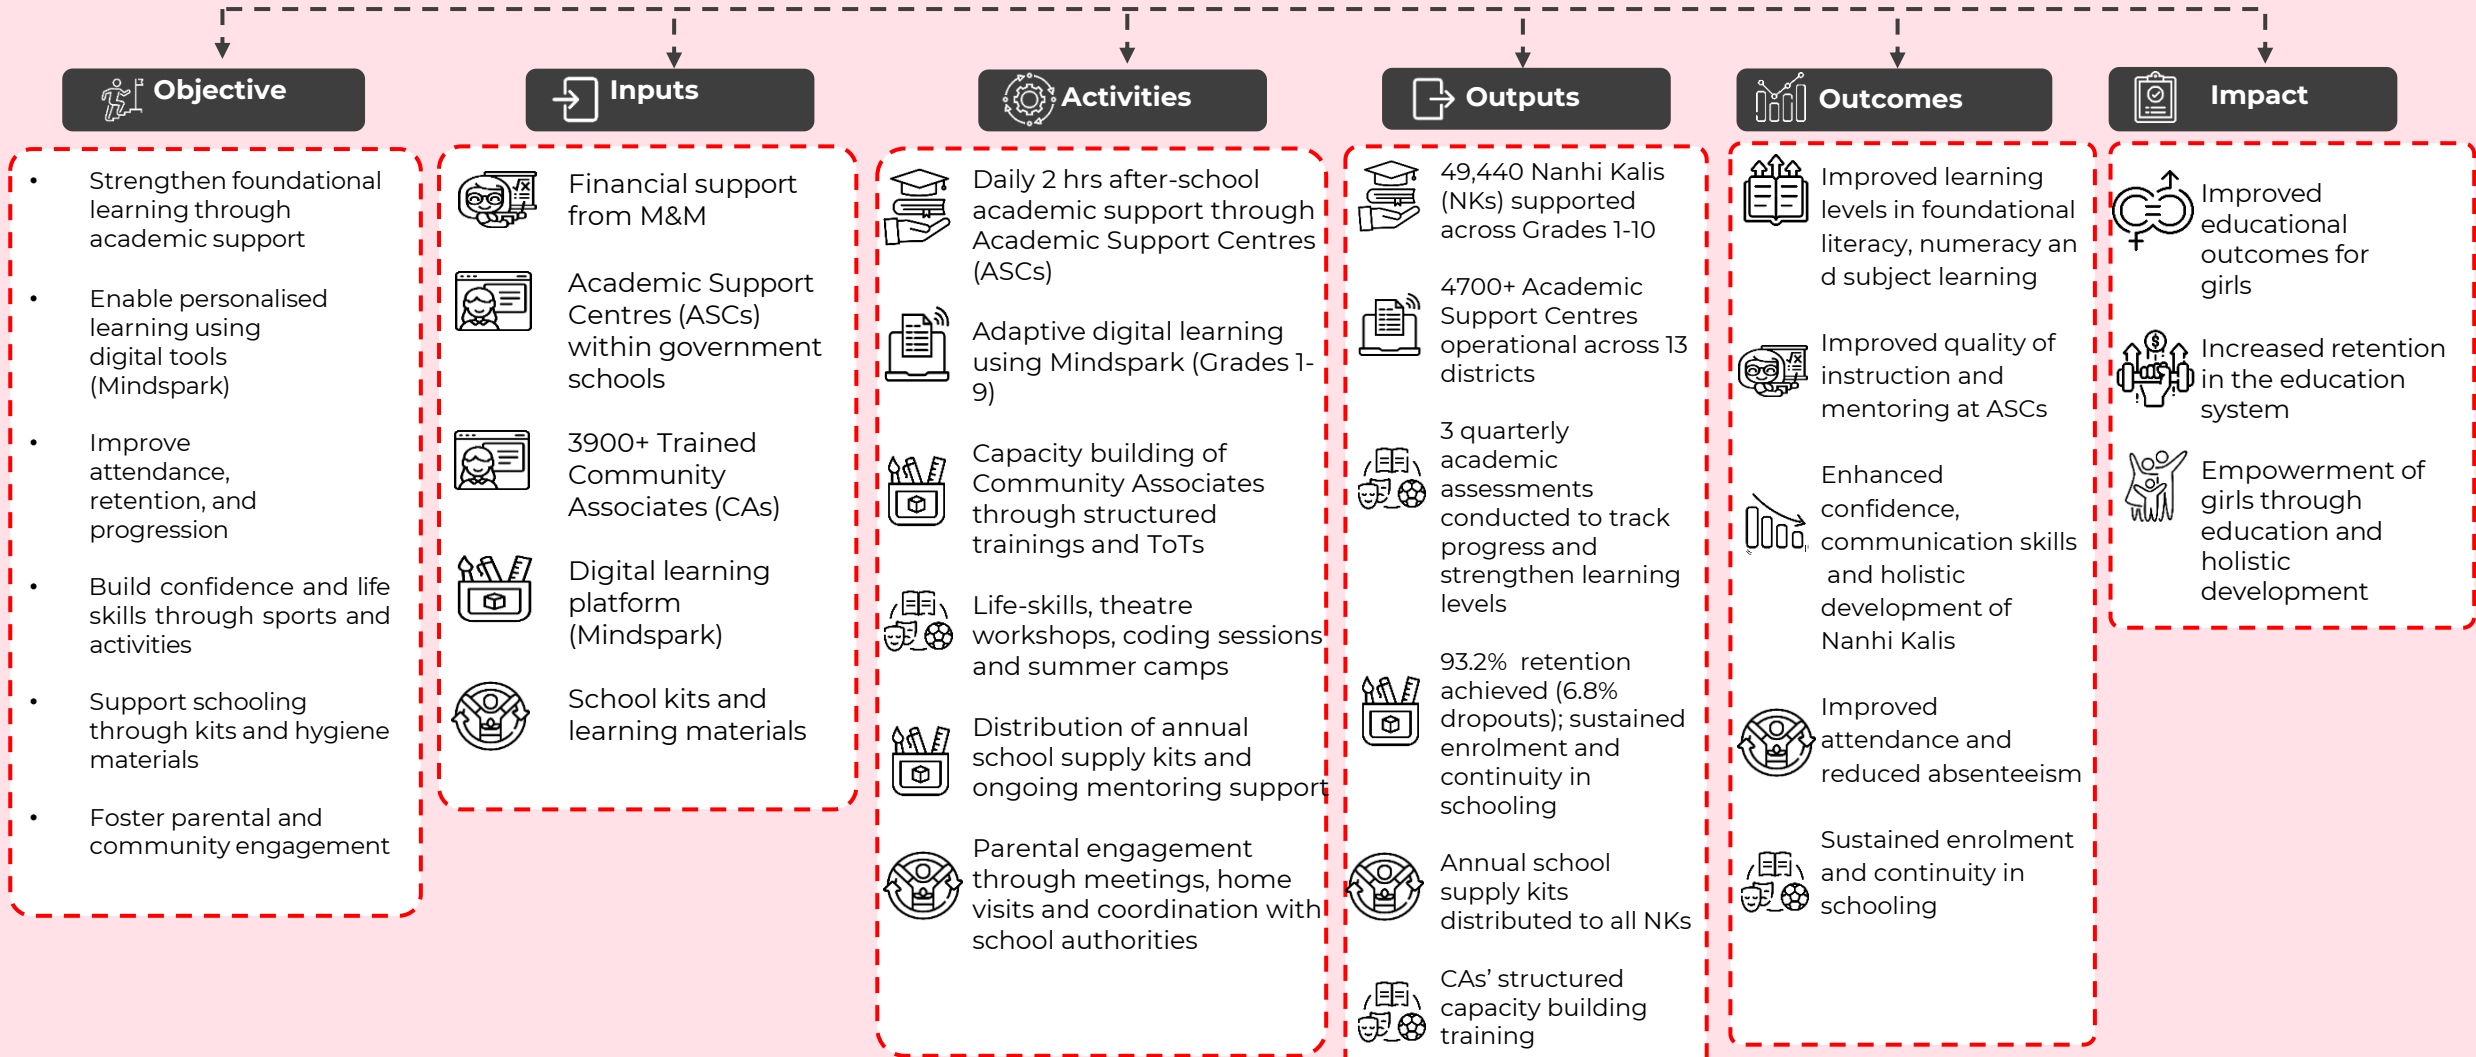 Objective
Inputs
Activities
Outputs
Outcomes
Impact
• Strengthen foundational
learning through
academic support
• Enable personalised
learning using
digital tools
(Mindspark)
• Improve
attendance,
retention, and
progression
• Build confidence and life
skills through sports and
activities
• Support schooling
through kits and hygiene
materials
• Foster parental and
community engagement
Financial support
from M&M
Academic Support
Centres (ASCs)
within government
schools
3900+ Trained
Community
Associates (CAs)
Digital learning
platform
(Mindspark)
School kits and
learning materials
Daily 2 hrs after-school
academic support through
Academic Support Centres
(ASCs)
Adaptive digital learning
using Mindspark (Grades 1-
9)
Capacity building of
Community Associates
through structured
trainings and ToTs
Life-skills, theatre
workshops, coding sessions
and summer camps
Distribution of annual
school supply kits and
ongoing mentoring support
Parental engagement
through meetings, home
visits and coordination with
school authorities
49,440 Nanhi Kalis
(NKs) supported
across Grades 1-10
4700+ Academic
Support Centres
operational across 13
districts
3 quarterly
academic
assessments
conducted to track
progress and
strengthen learning
levels
93.2% retention
achieved (6.8%
dropouts); sustained
enrolment and
continuity in
schooling
Annual school
supply kits
distributed to all NKs
CAs’ structured
capacity building
training
Improved learning
levels in foundational
literacy, numeracy an
d subject learning
Improved quality of
instruction and
mentoring at ASCs
Enhanced
confidence,
communication skills
and holistic
development of
Nanhi Kalis
Improved
attendance and
reduced absenteeism
Sustained enrolment
and continuity in
schooling
Improved
educational
outcomes for
girls
Increased retention
in the education
system
Empowerment of
girls through
education and
holistic
development